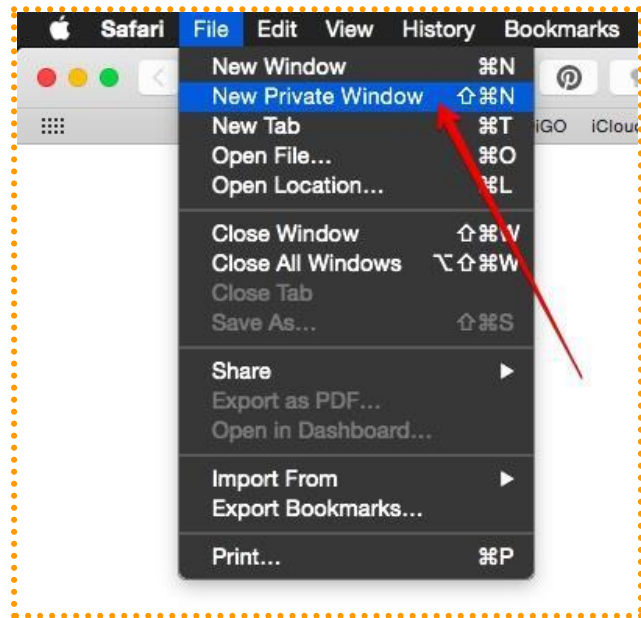 Safari File Edit View History Bookmarks
New Window ⌘N
New Private Window ⇧⌘N
New Tab ⌘T
iGO iCloud
Open File... ⌘O
Open Location... ⌘L
Close Window ⇧⌘W
Close All Windows ⌥⇧⌘W
Close Tab
Save As... ⇧⌘S
Share ▶
Export as PDF...
Open in Dashboard...
Import From ▶
Export Bookmarks...
Print... ⌘P